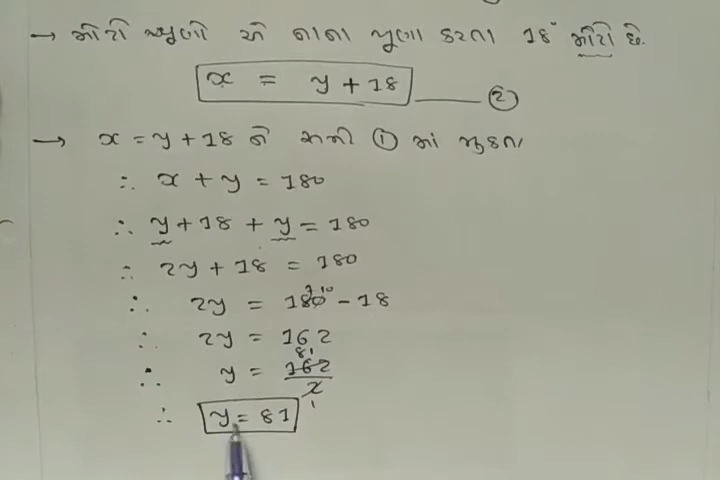 → મોટો ખૂણો એ નાના ખૂણા કરતા 18° મોટો છે.
x = y + 18 ——— ②
→ x = y + 18 ને સમી ① માં મુકતા
∴ x + y = 180
∴ y + 18 + y = 180
∴ 2y + 18 = 180
∴ 2y = 180 - 18
∴ 2y = 162
∴ y = 162/2
∴ y = 81